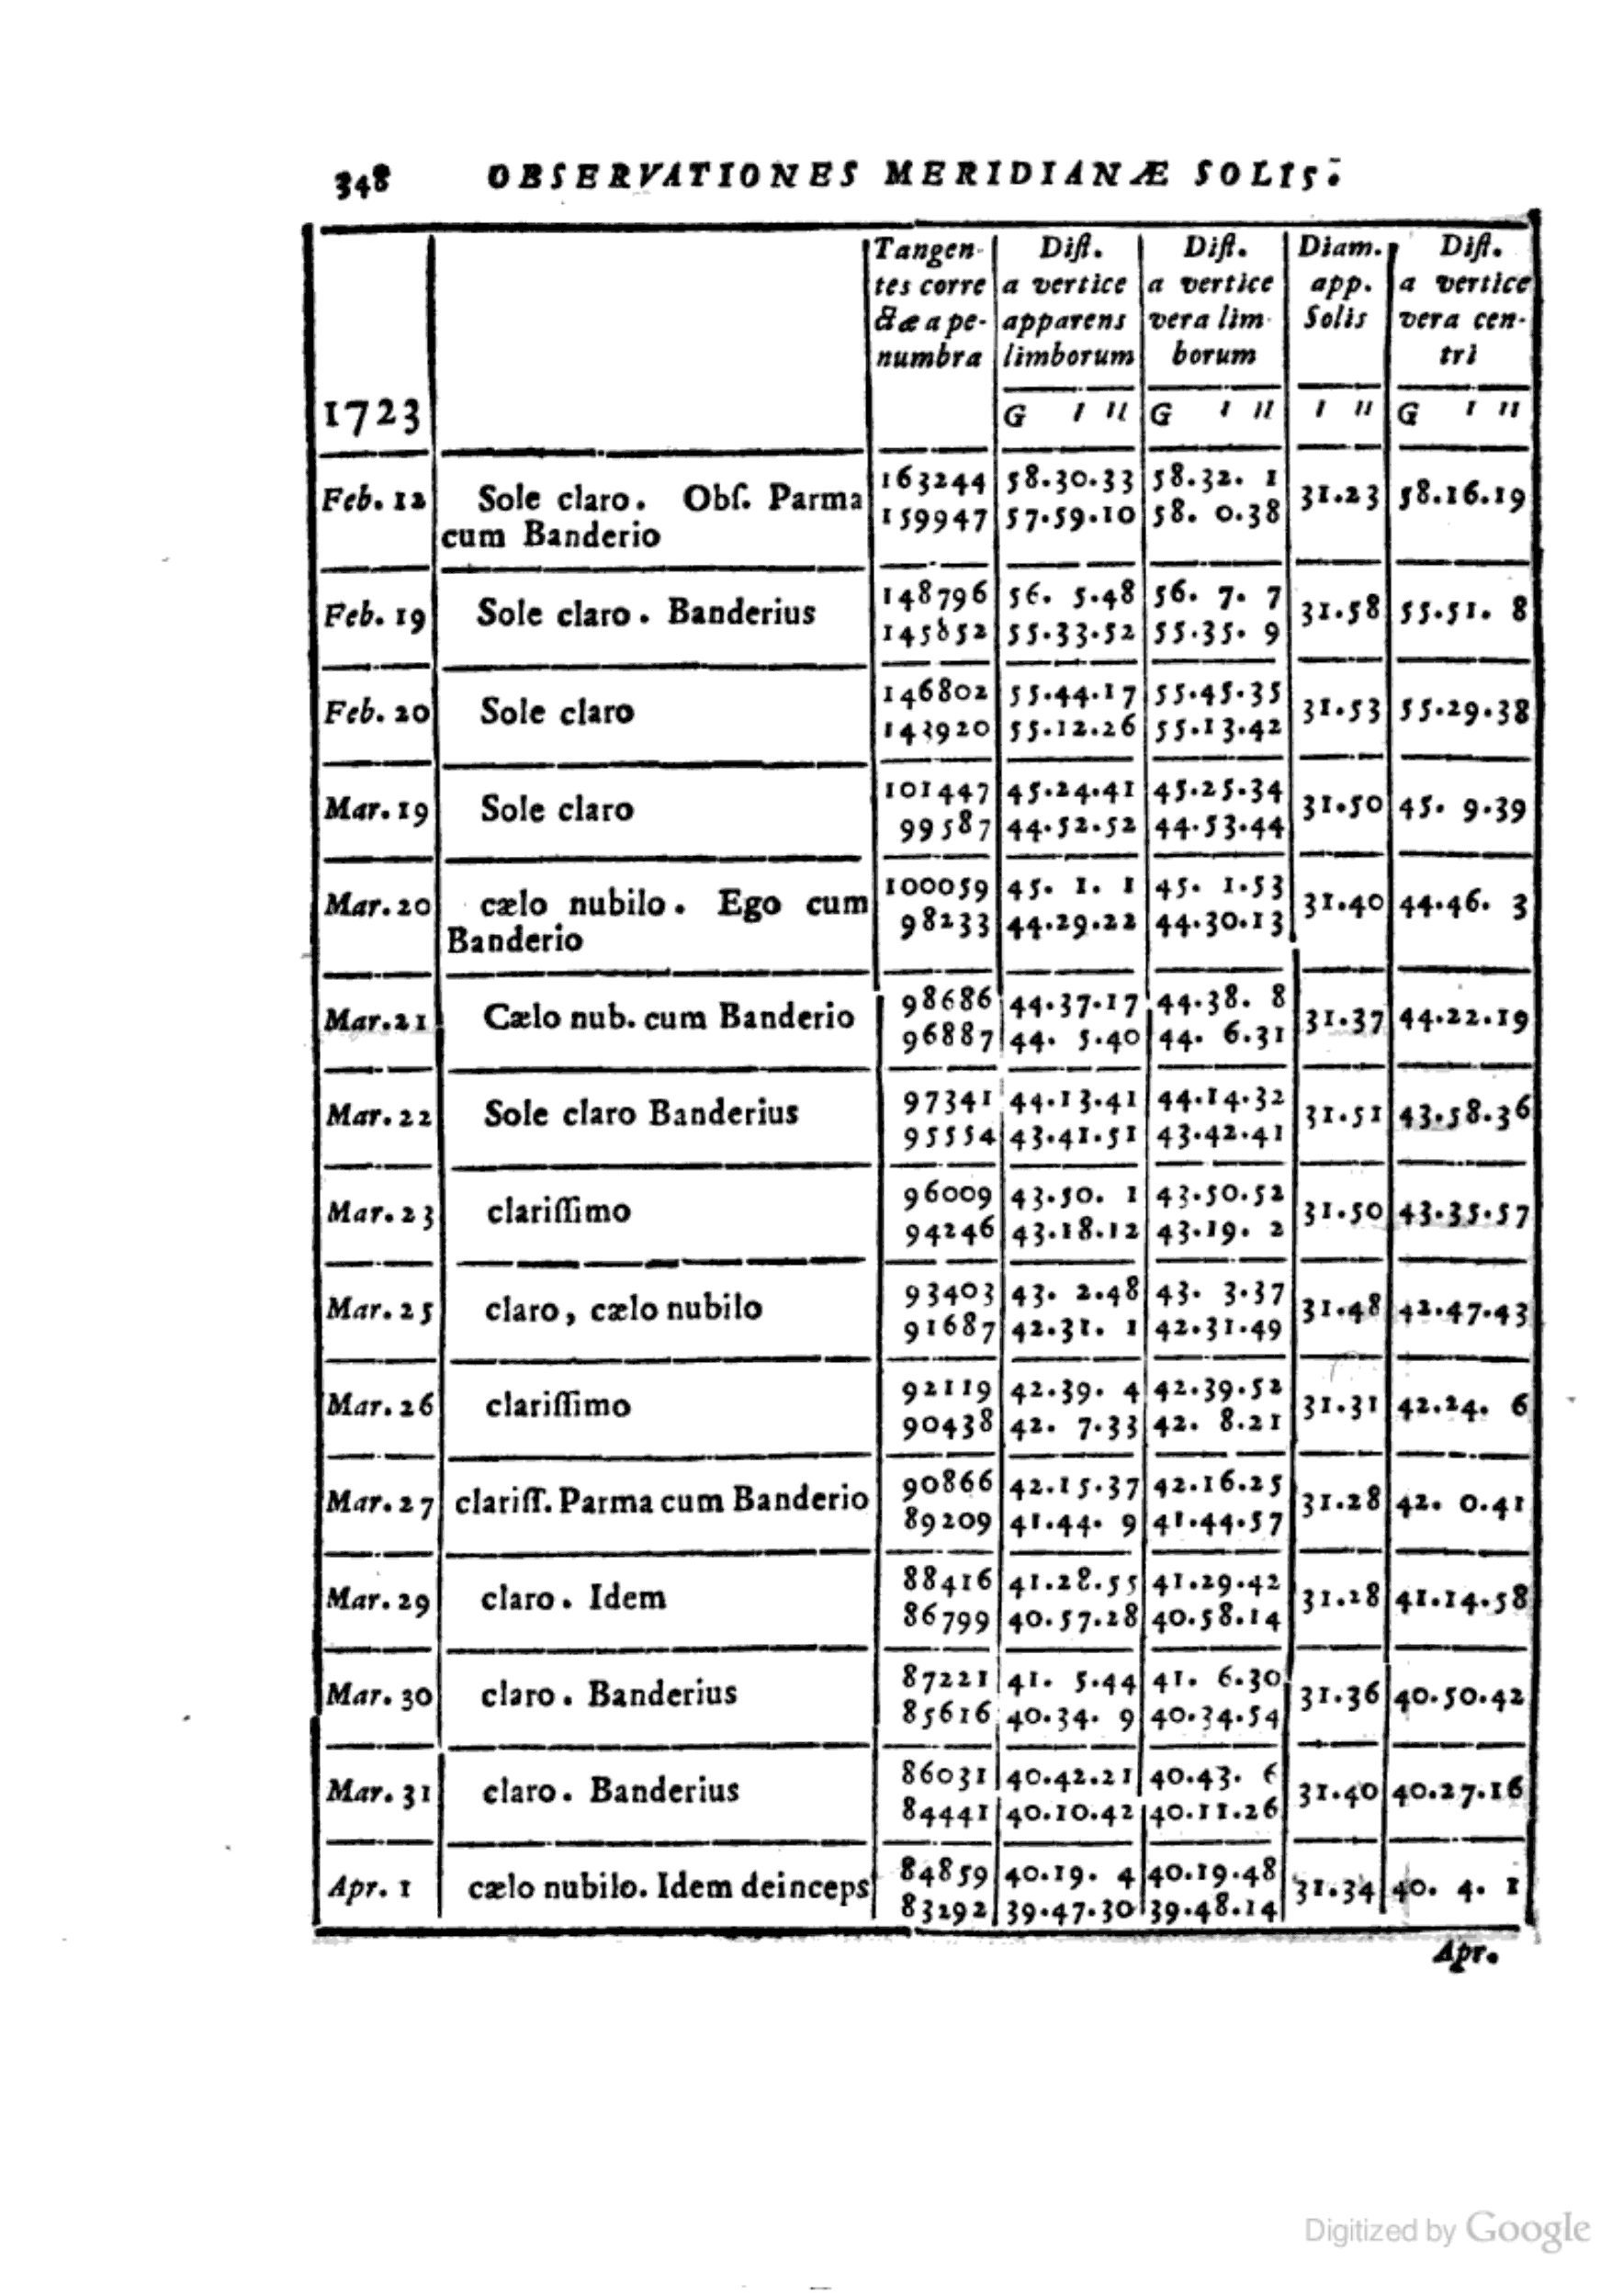 348 OBSERVATIONES MERIDIANÆ SOLIS.
Tangen- Diſt. Diſt. Diam. Diſt.
tes corre a vertice a vertice app. a vertice
ctæ a pe- apparens vera lim- Solis vera cen-
numbra limborum borum tri
1723 G I II G I II I II G I II
163244 58.30.33 58.32. 1
Feb. 12 Sole claro. Obſ. Parma 31.23 58.16.19
159947 57.59.10 58. 0.38
cum Banderio
148796 56. 5.48 56. 7. 7
Feb. 19 Sole claro. Banderius 31.58 55.51. 8
145852 55.33.52 55.35. 9
146802 55.44.17 55.45.35
Feb. 20 Sole claro 31.53 55.29.38
143920 55.12.26 55.13.42
101447 45.24.41 45.25.34
Mar. 19 Sole claro 31.50 45. 9.39
99587 44.52.52 44.53.44
100059 45. 1. 1 45. 1.53
Mar. 20 cælo nubilo. Ego cum 31.40 44.46. 3
98233 44.29.22 44.30.13
Banderio
98686 44.37.17 44.38. 8
Mar. 21 Cælo nub. cum Banderio 31.37 44.22.19
96887 44. 5.40 44. 6.31
97341 44.13.41 44.14.32
Mar. 22 Sole claro Banderius 31.51 43.58.36
95554 43.41.51 43.42.41
96009 43.50. 1 43.50.52
Mar. 23 clariſſimo 31.50 43.35.57
94246 43.18.12 43.19. 2
93403 43. 2.48 43. 3.37
Mar. 25 claro, cælo nubilo 31.48 42.47.43
91687 42.31. 1 42.31.49
92119 42.39. 4 42.39.52
Mar. 26 clariſſimo 31.31 42.24. 6
90438 42. 7.33 42. 8.21
90866 42.15.37 42.16.25
Mar. 27 clariſſ. Parma cum Banderio 31.28 42. 0.41
89209 41.44. 9 41.44.57
88416 41.28.55 41.29.42
Mar. 29 claro. Idem 31.28 41.14.58
86799 40.57.28 40.58.14
87221 41. 5.44 41. 6.30
Mar. 30 claro. Banderius 31.36 40.50.42
85616 40.34. 9 40.34.54
86031 40.42.21 40.43. 6
Mar. 31 claro. Banderius 31.40 40.27.16
84441 40.10.42 40.11.26
84859 40.19. 4 40.19.48
Apr. 1 cælo nubilo. Idem deinceps 31.34 40. 4. 1
83292 39.47.30 39.48.14
Apr.
Digitized by Google